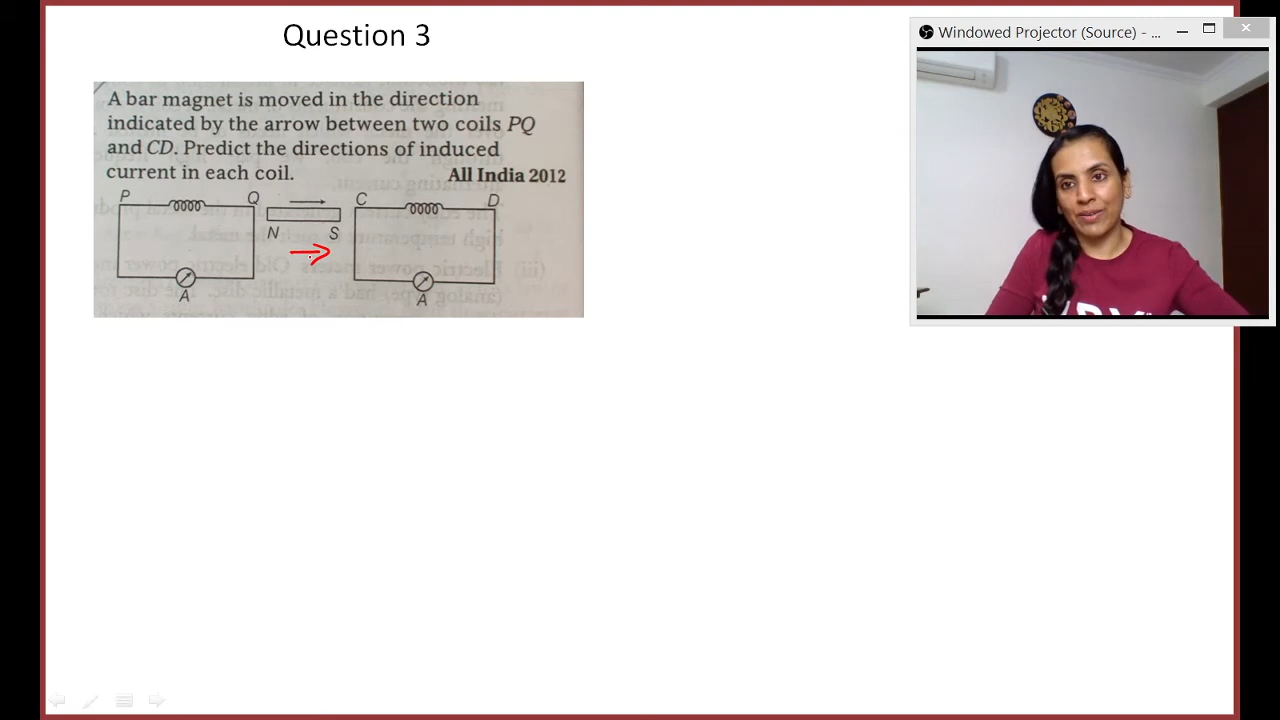 Question 3
Windowed Projector (Source) - ...
A bar magnet is moved in the direction
indicated by the arrow between two coils PQ
and CD. Predict the directions of induced
current in each coil. All India 2012
P Q C D
N S
A A